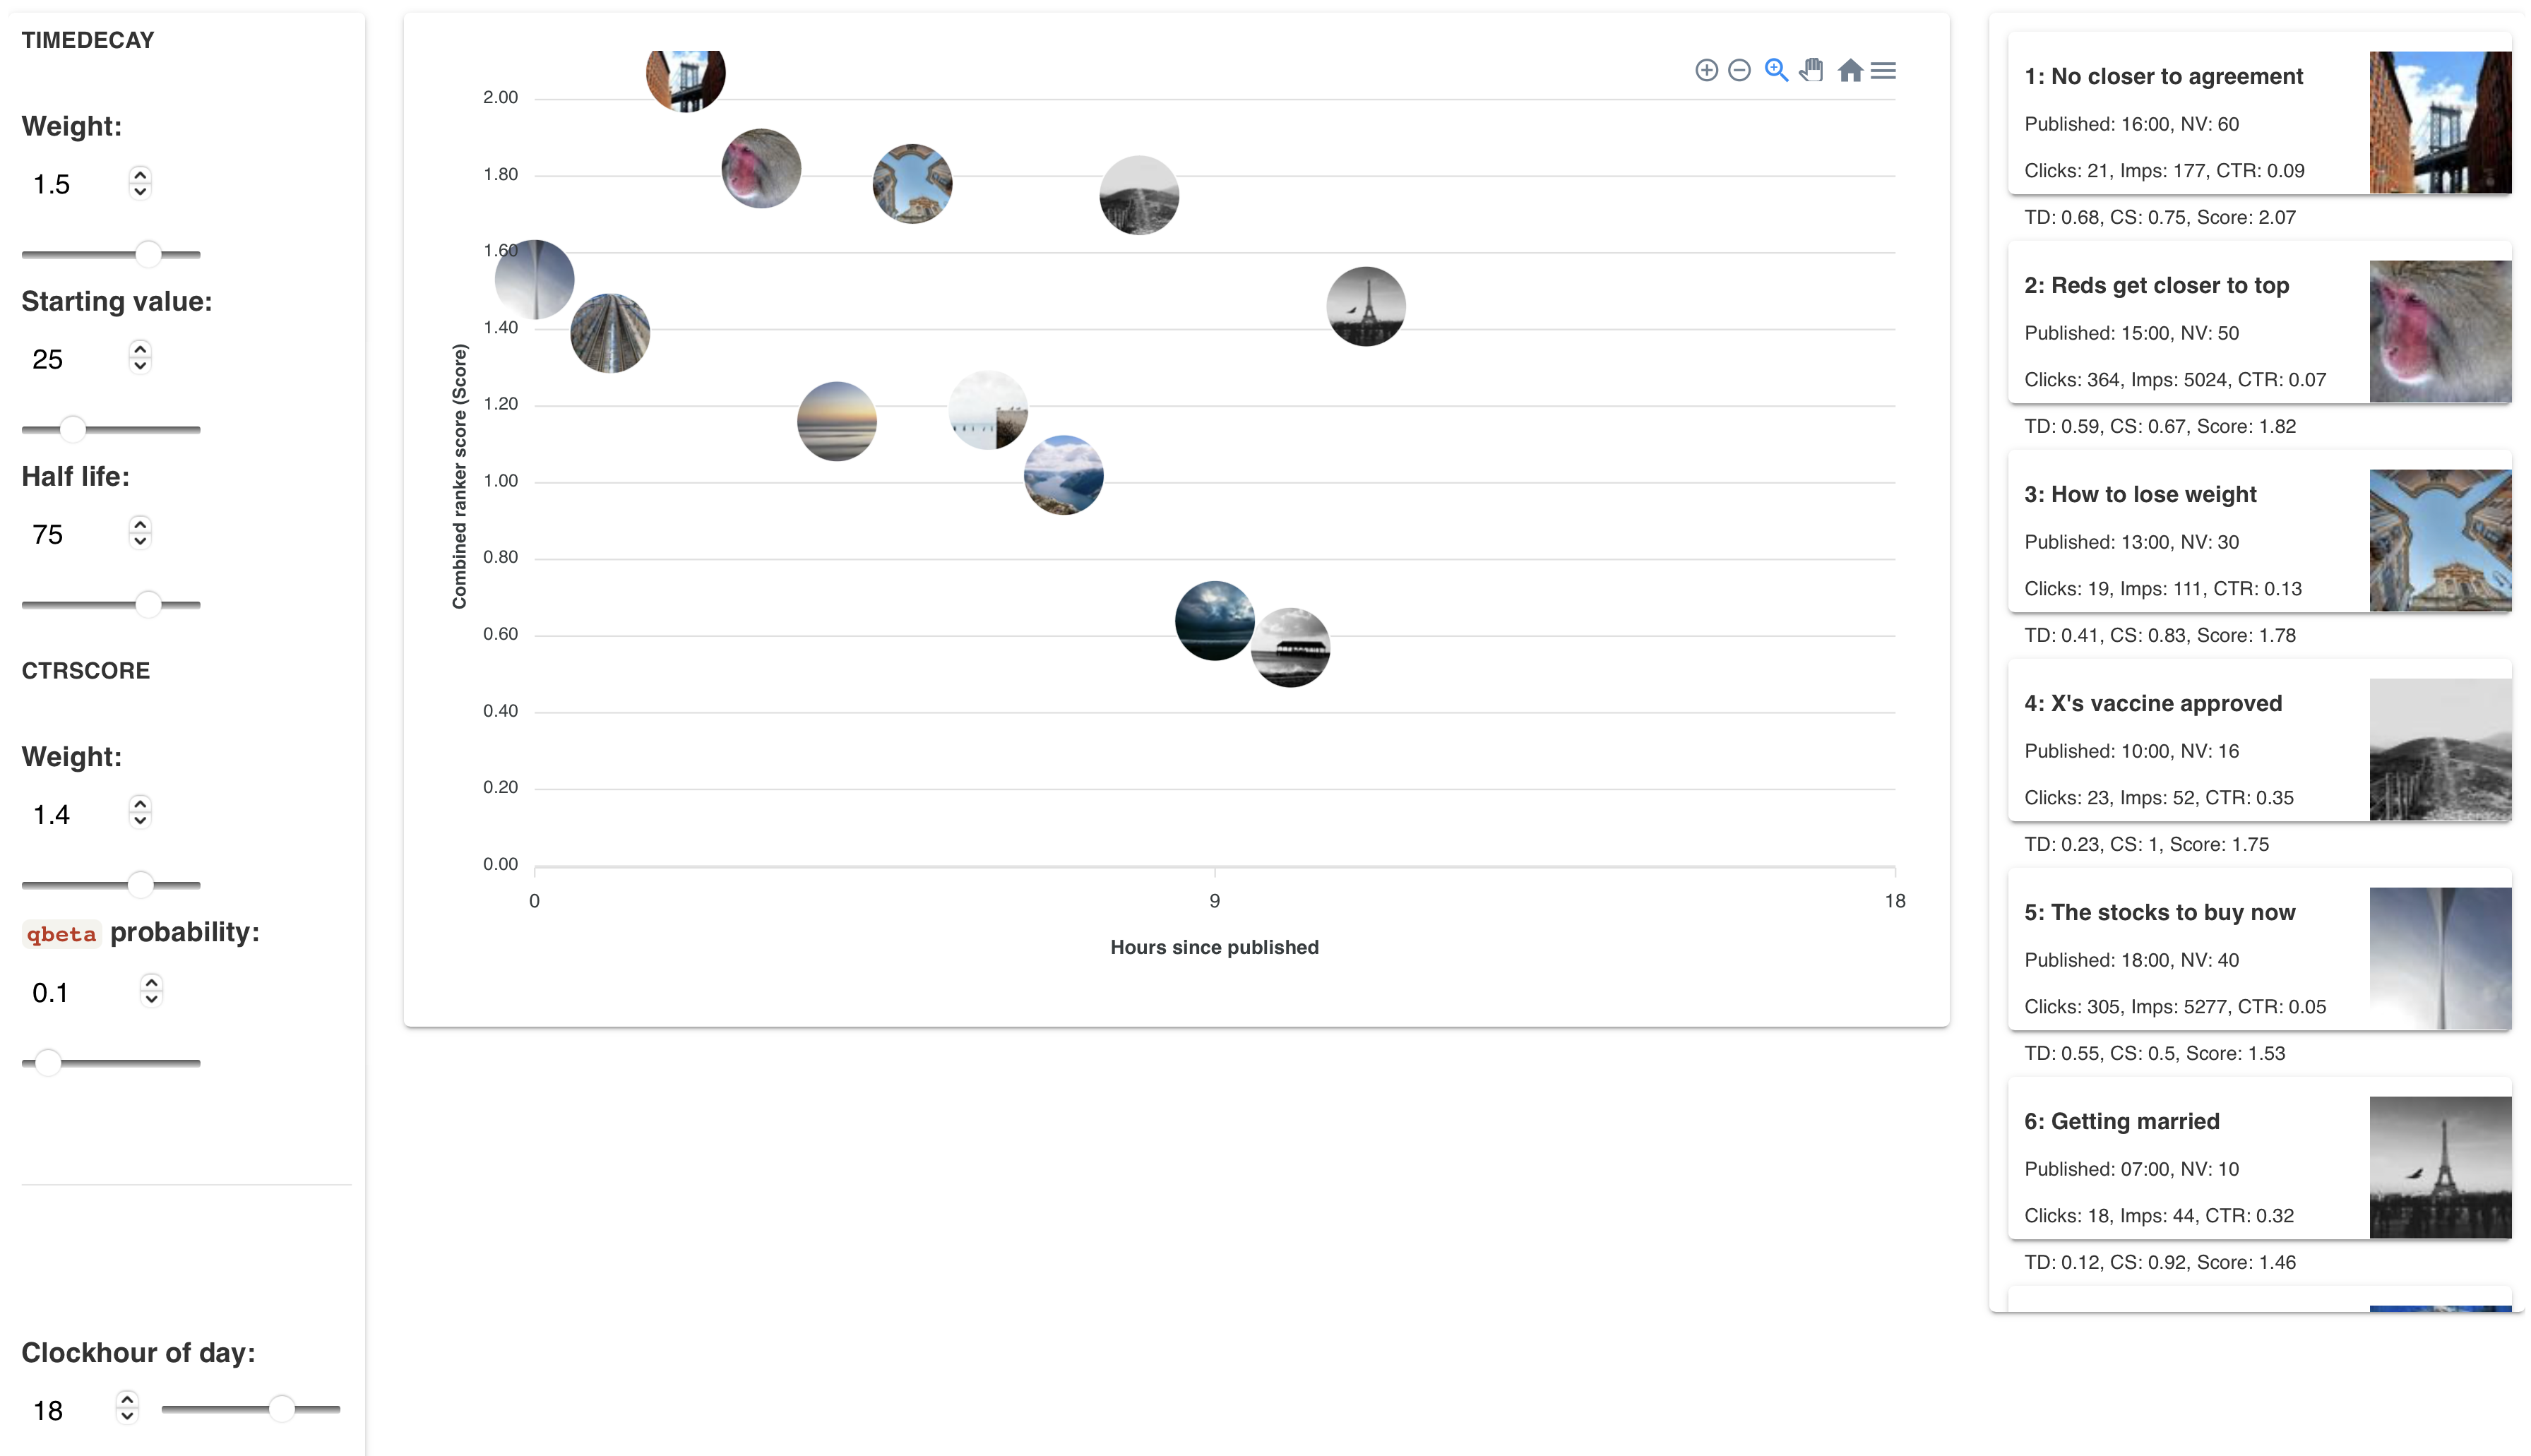 TIMEDECAY
Weight:
1.5
Starting value:
25
Half life:
75
CTRSCORE
Weight:
1.4
qbeta probability:
0.1
Clockhour of day:
18
Combined ranker score (Score)
2.00
1.80
1.60
1.40
1.20
1.00
0.80
0.60
0.40
0.20
0.00
0
9
18
Hours since published
1: No closer to agreement
Published: 16:00, NV: 60
Clicks: 21, Imps: 177, CTR: 0.09
TD: 0.68, CS: 0.75, Score: 2.07
2: Reds get closer to top
Published: 15:00, NV: 50
Clicks: 364, Imps: 5024, CTR: 0.07
TD: 0.59, CS: 0.67, Score: 1.82
3: How to lose weight
Published: 13:00, NV: 30
Clicks: 19, Imps: 111, CTR: 0.13
TD: 0.41, CS: 0.83, Score: 1.78
4: X's vaccine approved
Published: 10:00, NV: 16
Clicks: 23, Imps: 52, CTR: 0.35
TD: 0.23, CS: 1, Score: 1.75
5: The stocks to buy now
Published: 18:00, NV: 40
Clicks: 305, Imps: 5277, CTR: 0.05
TD: 0.55, CS: 0.5, Score: 1.53
6: Getting married
Published: 07:00, NV: 10
Clicks: 18, Imps: 44, CTR: 0.32
TD: 0.12, CS: 0.92, Score: 1.46